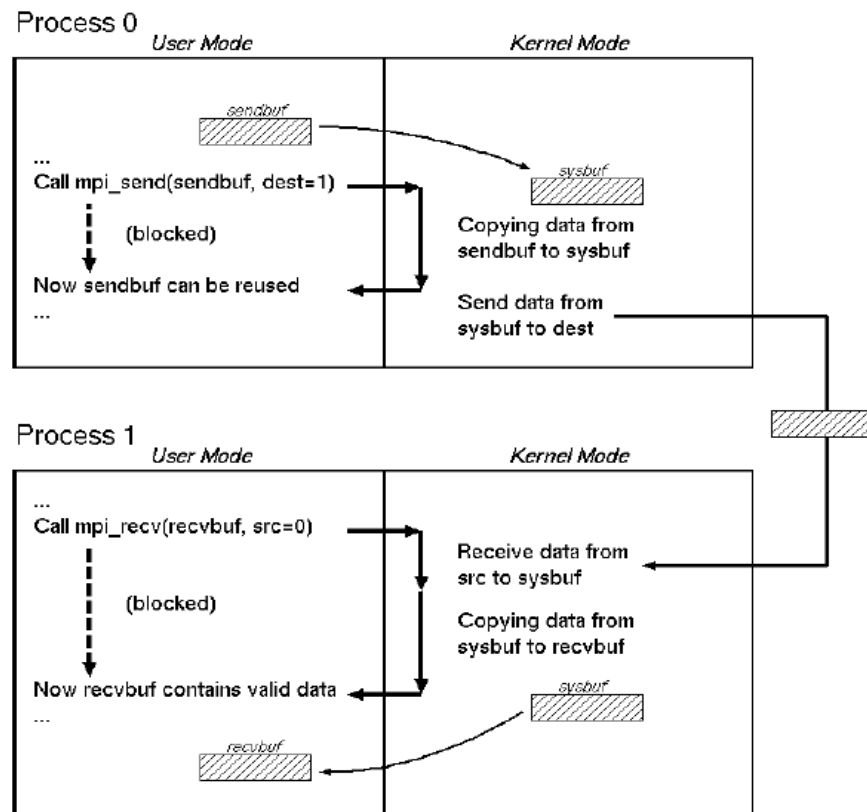 Process 0
User Mode
Kernel Mode
sendbuf
sysbuf
...
Call mpi_send(sendbuf, dest=1)
(blocked)
Now sendbuf can be reused
...
Copying data from
sendbuf to sysbuf
Send data from
sysbuf to dest
Process 1
User Mode
Kernel Mode
...
Call mpi_recv(recvbuf, src=0)
(blocked)
Now recvbuf contains valid data
...
recvbuf
Receive data from
src to sysbuf
Copying data from
sysbuf to recvbuf
sysbuf